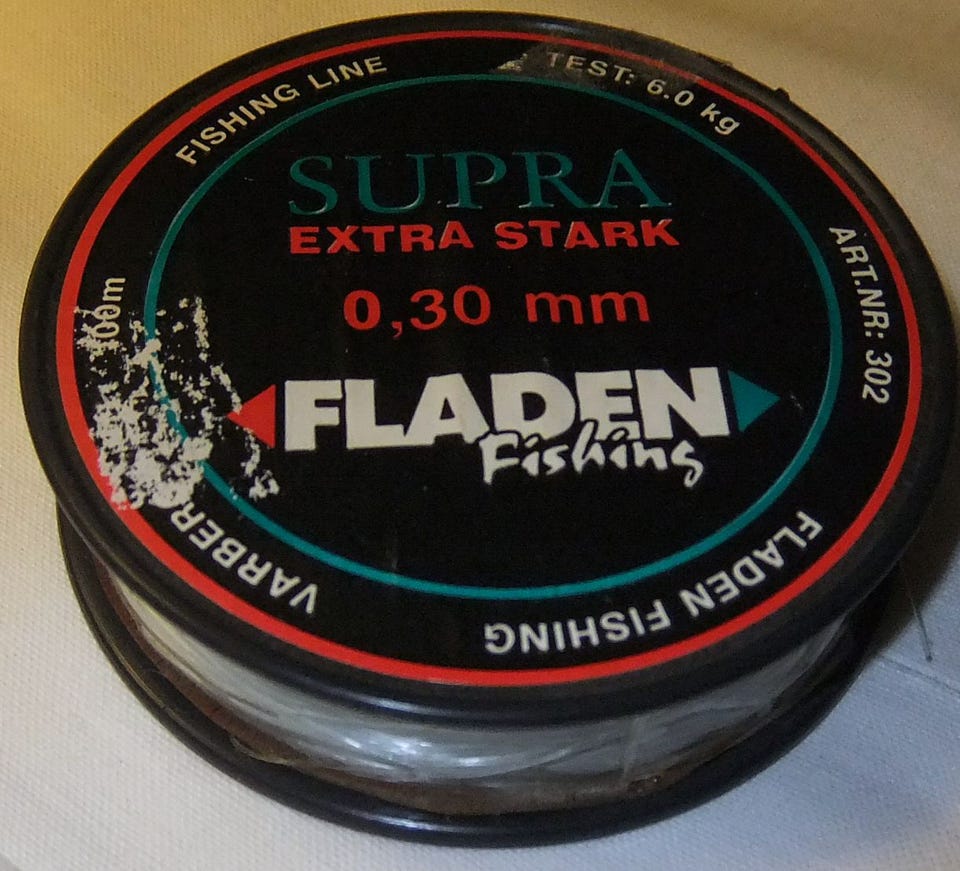 FISHING LINE
TEST: 6.0 kg
SUPRA
EXTRA STARK
0,30 mm
FLADEN
Fishing
ART.NR: 302
FLADEN FISHING